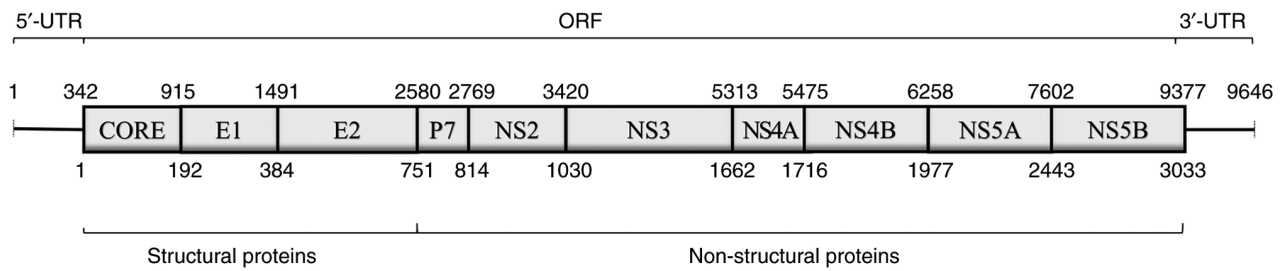 5′-UTR ORF 3′-UTR
1 342 915 1491 2580 2769 3420 5313 5475 6258 7602 9377 9646
CORE E1 E2 P7 NS2 NS3 NS4A NS4B NS5A NS5B
1 192 384 751 814 1030 1662 1716 1977 2443 3033
Structural proteins Non-structural proteins